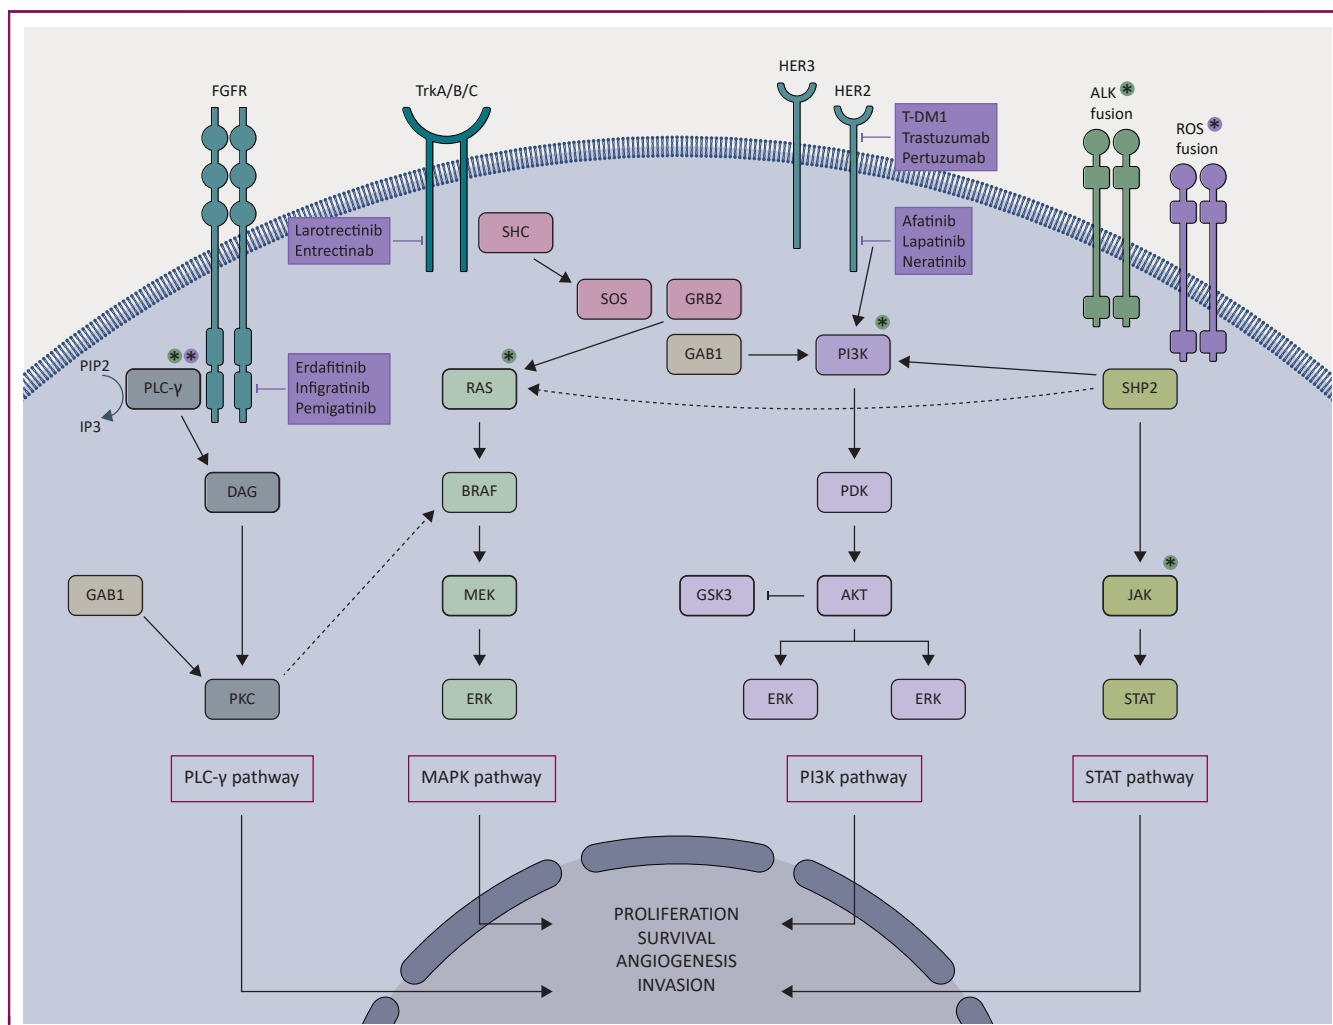 HER3
HER2
FGFR
TrkA/B/C
ALK *
fusion
ROS *
fusion
T-DM1
Trastuzumab
Pertuzumab
Larotrectinib
Entrectinab
SHC
Afatinib
Lapatinib
Neratinib
SOS
GRB2
GAB1
*
PI3K
* *
PIP2
PLC-γ
IP3
Erdafitinib
Infigratinib
Pemigatinib
*
RAS
SHP2
DAG
BRAF
PDK
GAB1
MEK
GSK3
AKT
*
JAK
PKC
ERK
ERK
ERK
STAT
PLC-γ pathway
MAPK pathway
PI3K pathway
STAT pathway
PROLIFERATION
SURVIVAL
ANGIOGENESIS
INVASION